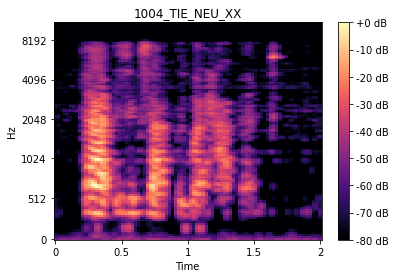 1004_TIE_NEU_XX
Hz
8192
4096
2048
1024
512
0
0
0.5
1
1.5
2
Time
+0 dB
-10 dB
-20 dB
-30 dB
-40 dB
-50 dB
-60 dB
-70 dB
-80 dB